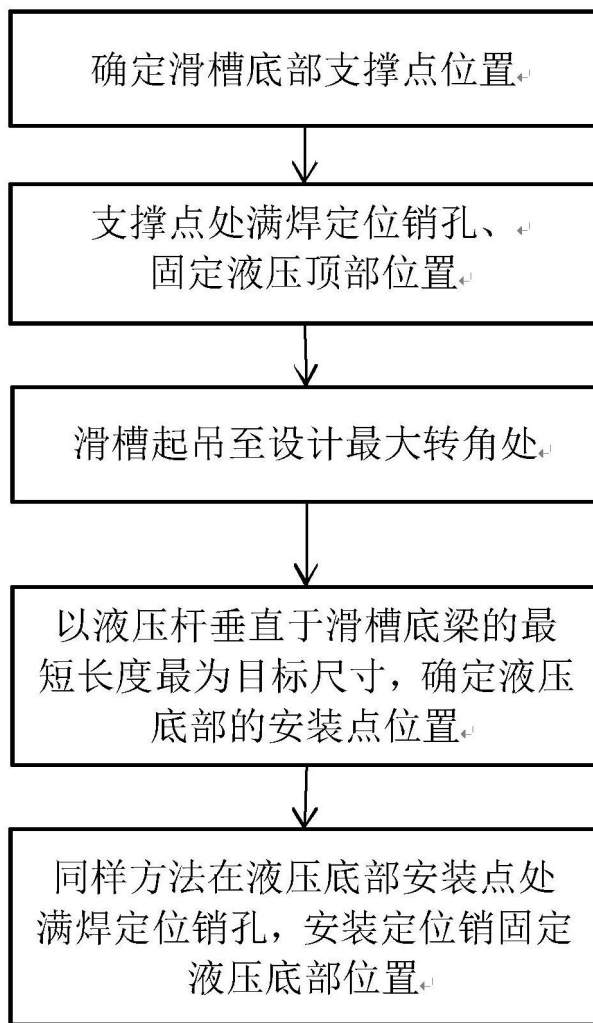 确定滑槽底部支撑点位置
支撑点处满焊定位销孔、
固定液压顶部位置
滑槽起吊至设计最大转角处
以液压杆垂直于滑槽底梁的最
短长度最为目标尺寸，确定液压
底部的安装点位置
同样方法在液压底部安装点处
满焊定位销孔，安装定位销固定
液压底部位置